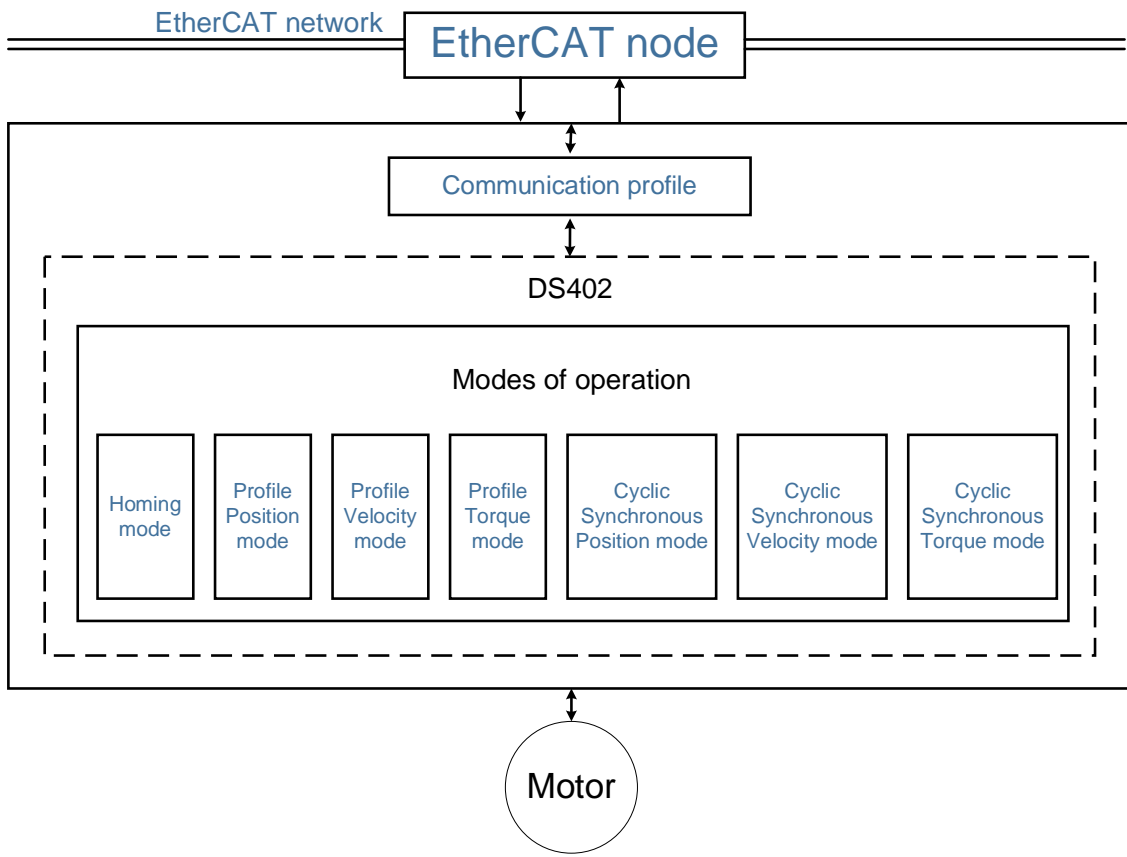 EtherCAT network
EtherCAT node
Communication profile
DS402
Modes of operation
Homing
mode
Profile
Position
mode
Profile
Velocity
mode
Profile
Torque
mode
Cyclic
Synchronous
Position mode
Cyclic
Synchronous
Velocity mode
Cyclic
Synchronous
Torque mode
Motor